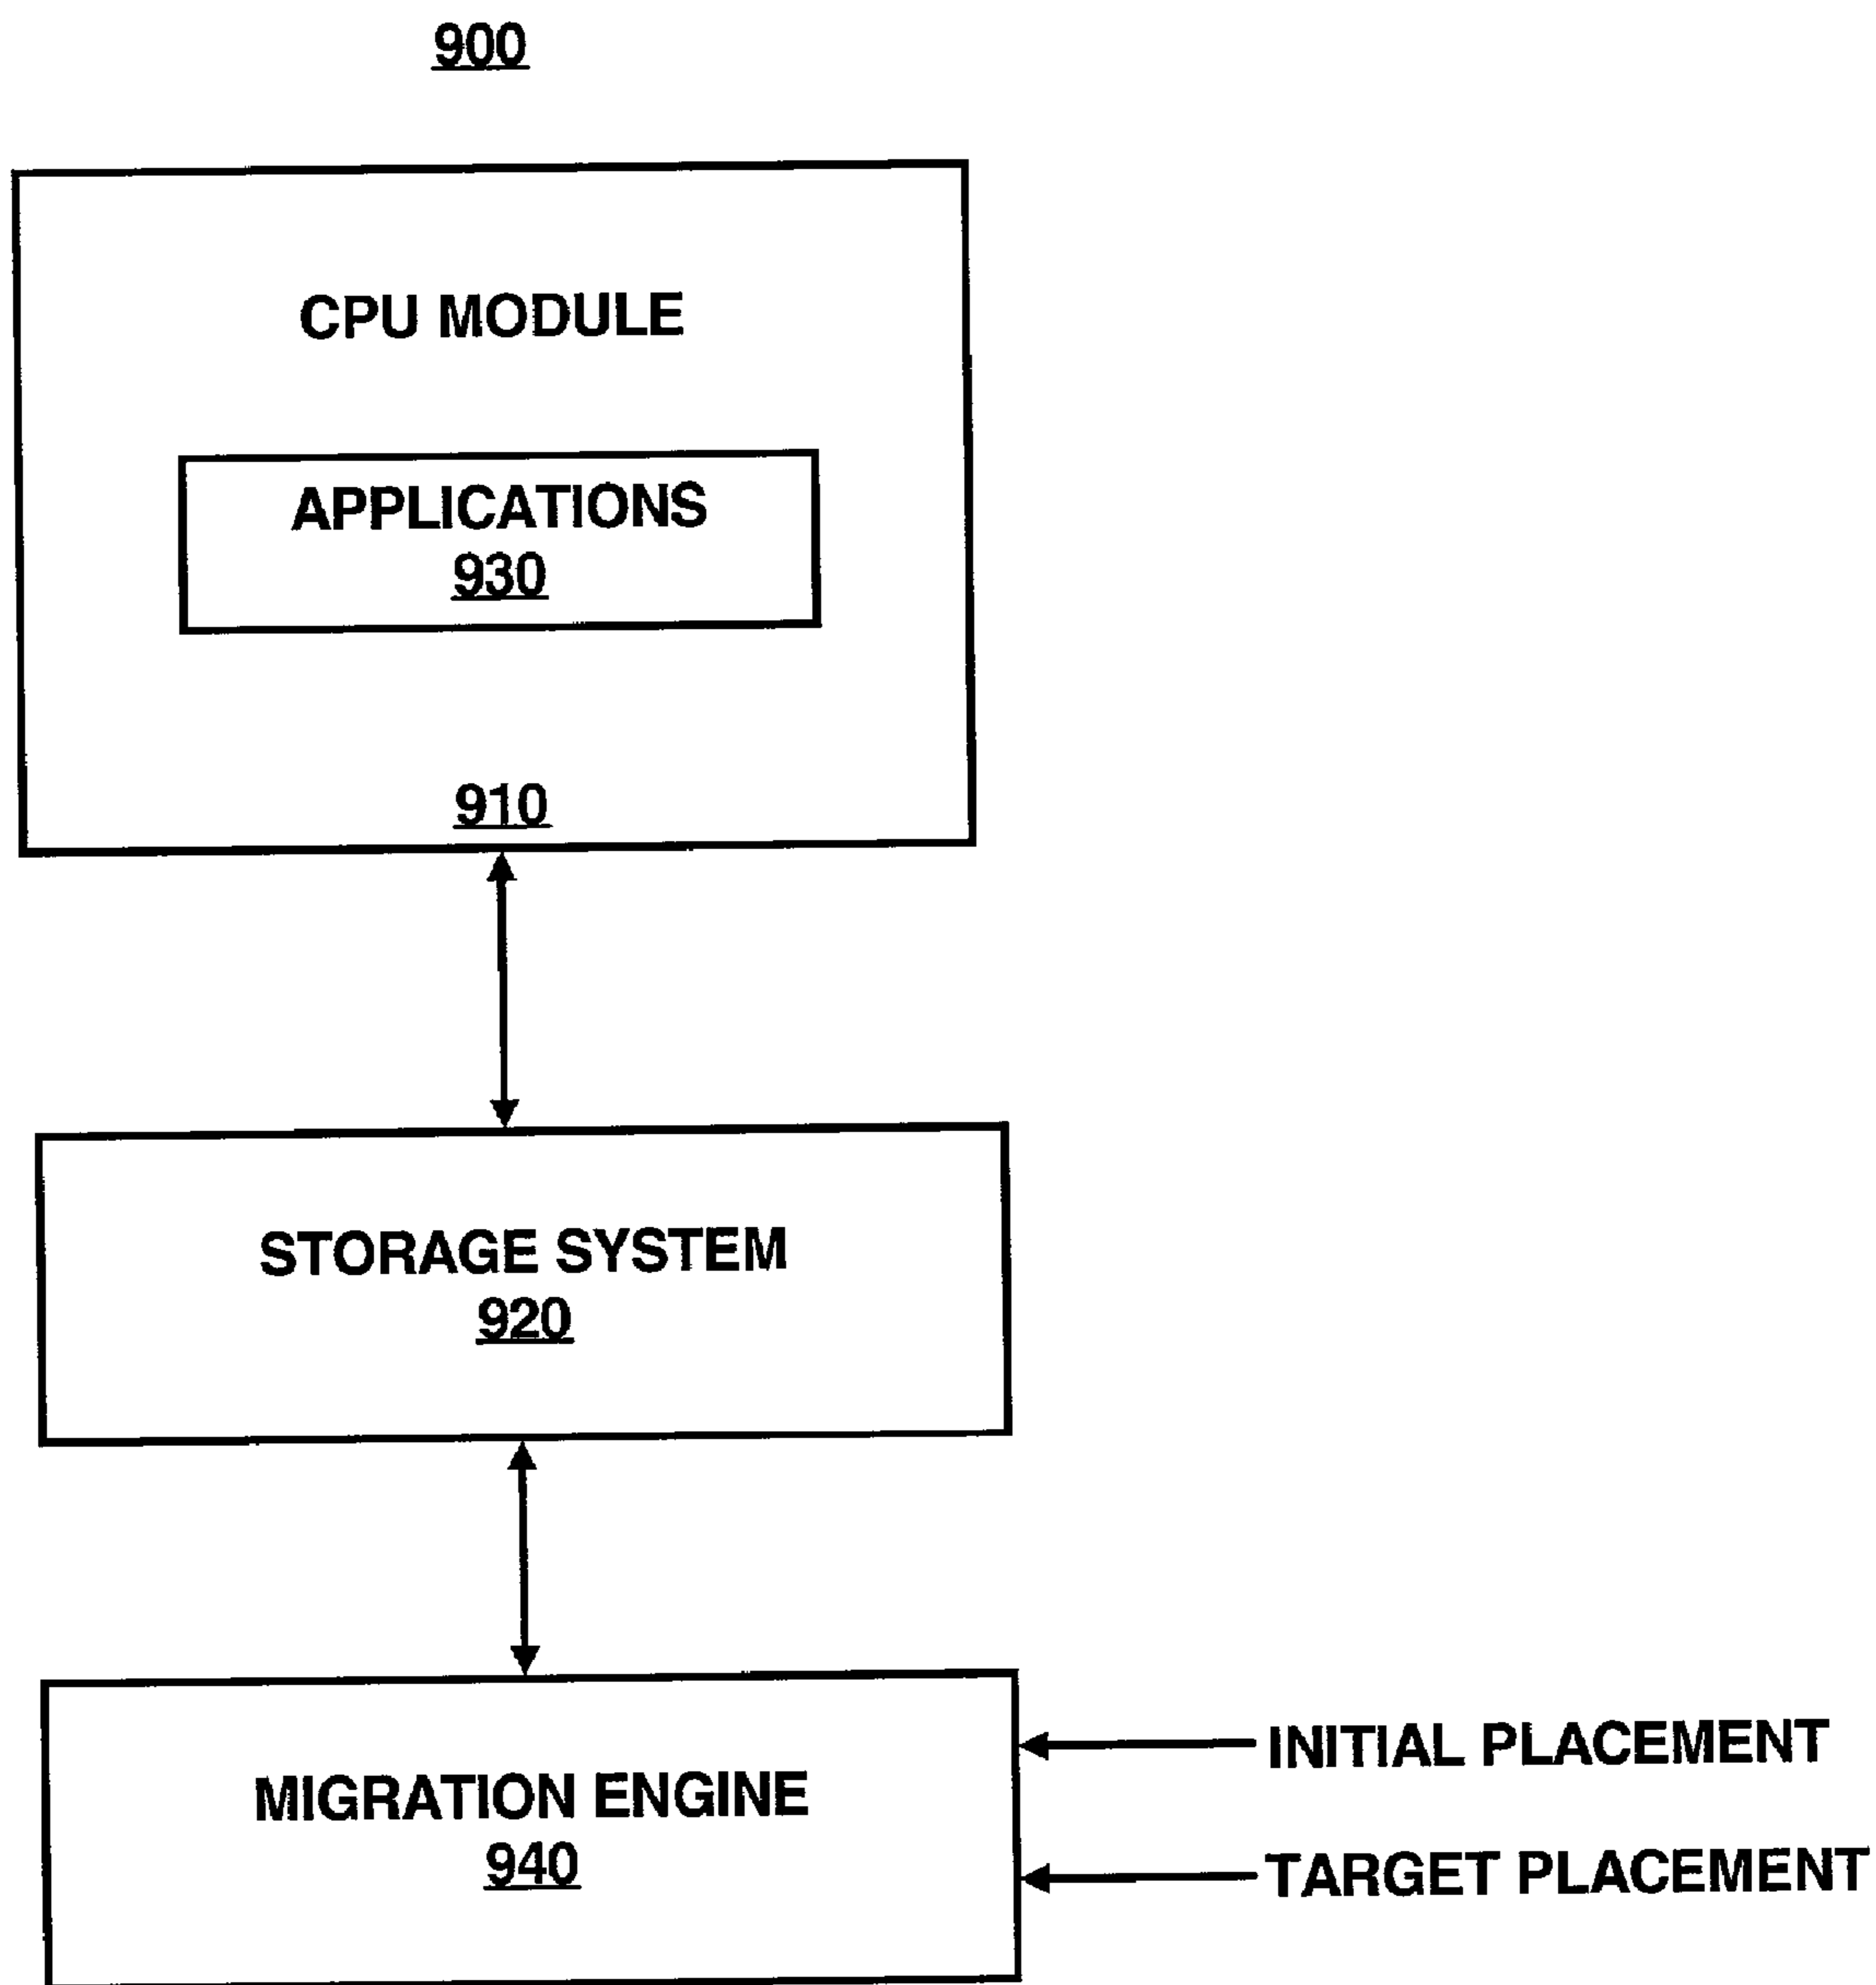 900
CPU MODULE
APPLICATIONS
930
910
STORAGE SYSTEM
920
MIGRATION ENGINE
940
INITIAL PLACEMENT
TARGET PLACEMENT